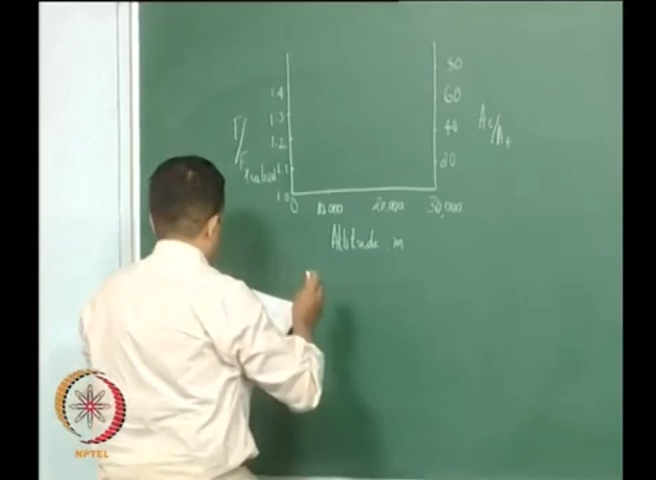 80
1.4 60
1.3 Ae/At
F/ 40
1.2
F sealevel 1.1 20
1.0 0 10,000 20,000 30,000
Altitude, m
NPTEL